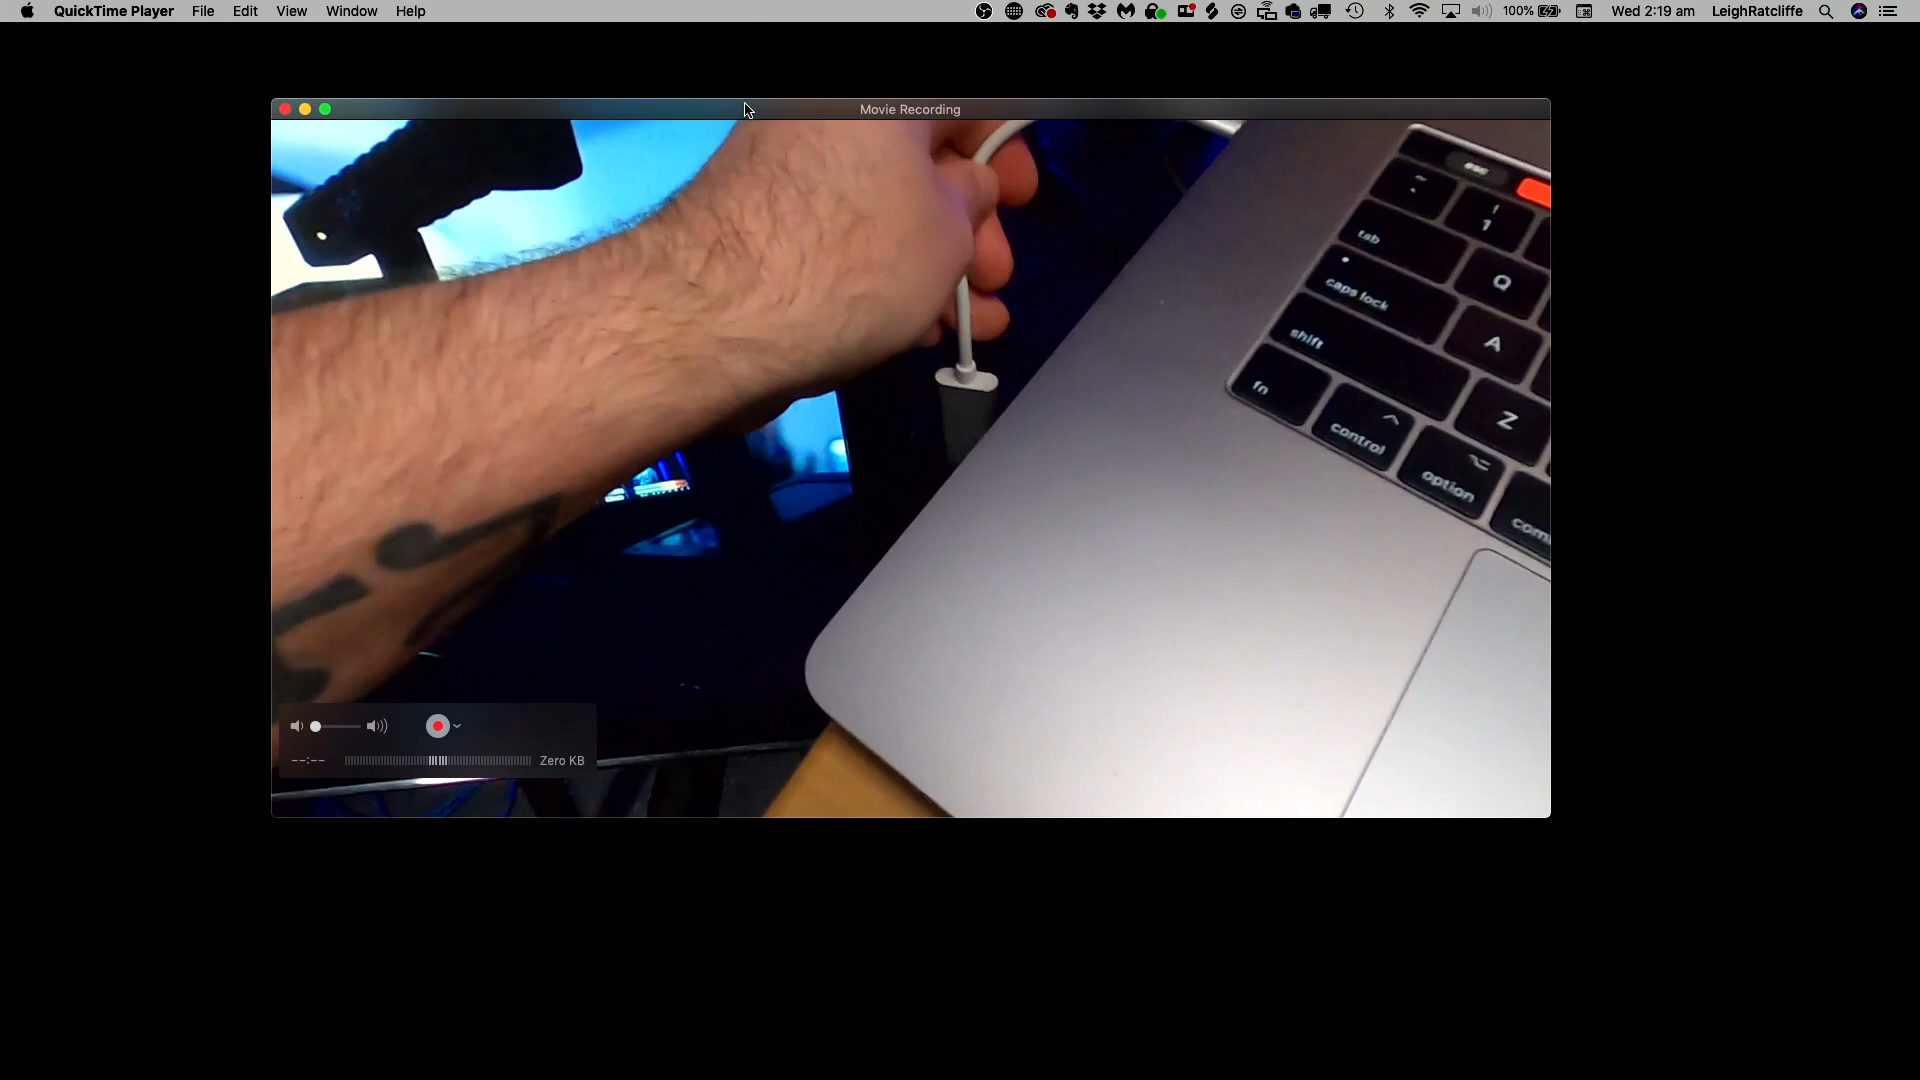 QuickTime Player File Edit View Window Help 100% Wed 2:19 am LeighRatcliffe
Movie Recording
esc
~
! 1
tab Q
caps lock A
shift Z
fn control option
--:-- Zero KB